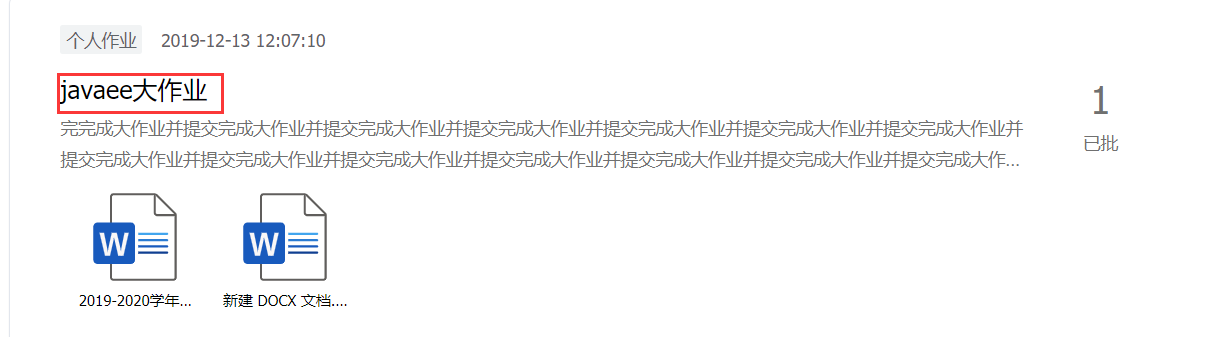 个人作业 2019-12-13 12:07:10
javaee大作业
完完成大作业并提交完成大作业并提交完成大作业并提交完成大作业并提交完成大作业并提交完成大作业并提交完成大作业并
提交完成大作业并提交完成大作业并提交完成大作业并提交完成大作业并提交完成大作业并提交完成大作业并提交完成大作...
1
已批
W W
2019-2020学年... 新建 DOCX 文档....